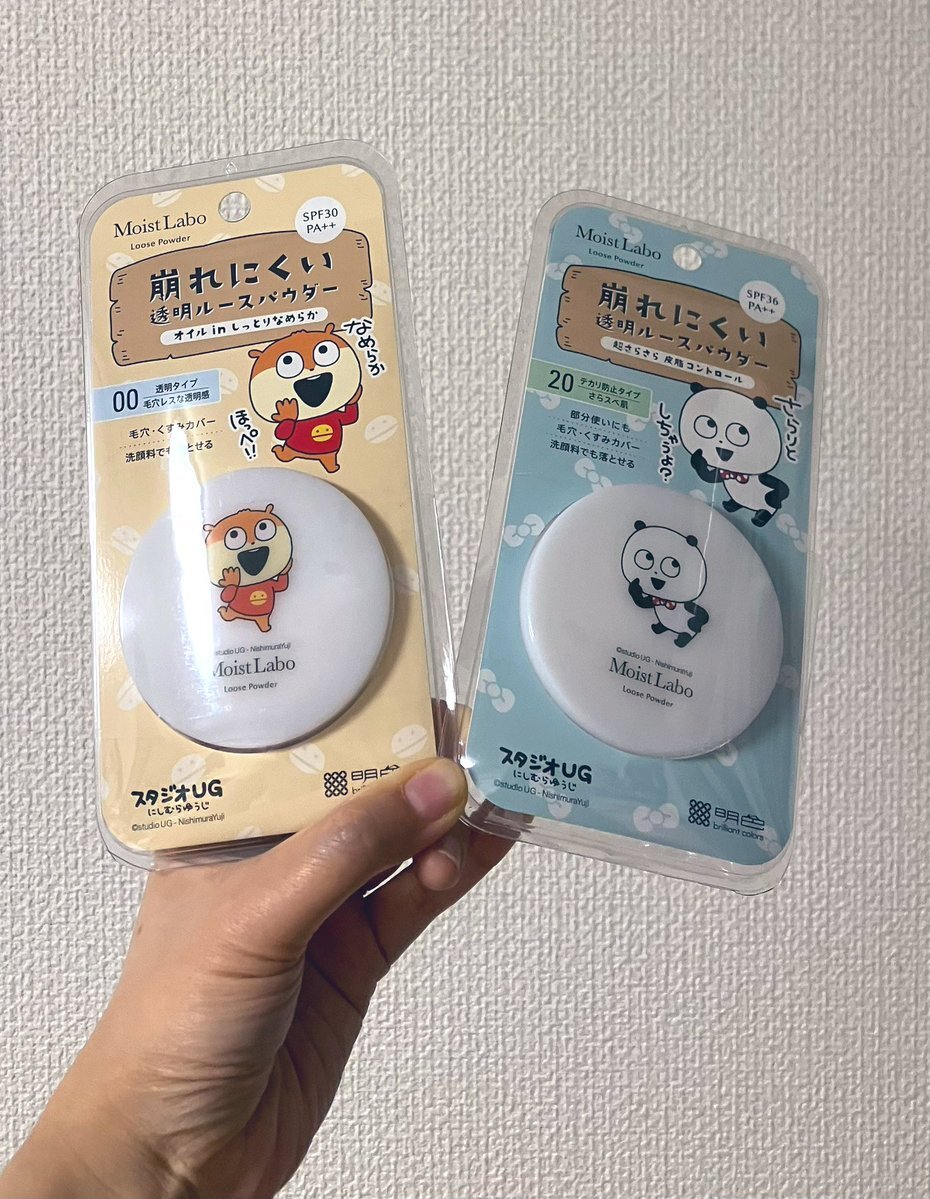 Moist Labo
Loose Powder
SPF30
PA++
崩れにくい
透明ルースパウダー
オイル in しっとりなめらか
00
透明タイプ
毛穴レスな透明感
毛穴・くすみカバー
洗顔料でも落とせる
なめらか
ほっぺ!!
©studio UG - NishimuraYuji
Moist Labo
Loose Powder
スタジオUG
にしむらゆうじ
©studio UG - NishimuraYuji
明色
Moist Labo
Loose Powder
SPF36
PA++
崩れにくい
透明ルースパウダー
超さらさら 皮脂コントロール
20
テカリ防止タイプ
さらスベ肌
部分使いにも
毛穴・くすみカバー
洗顔料でも落とせる
さらっと
しちゃうよ?
©studio UG - NishimuraYuji
Moist Labo
Loose Powder
スタジオUG
にしむらゆうじ
©studio UG - NishimuraYuji
明色
brilliant colors